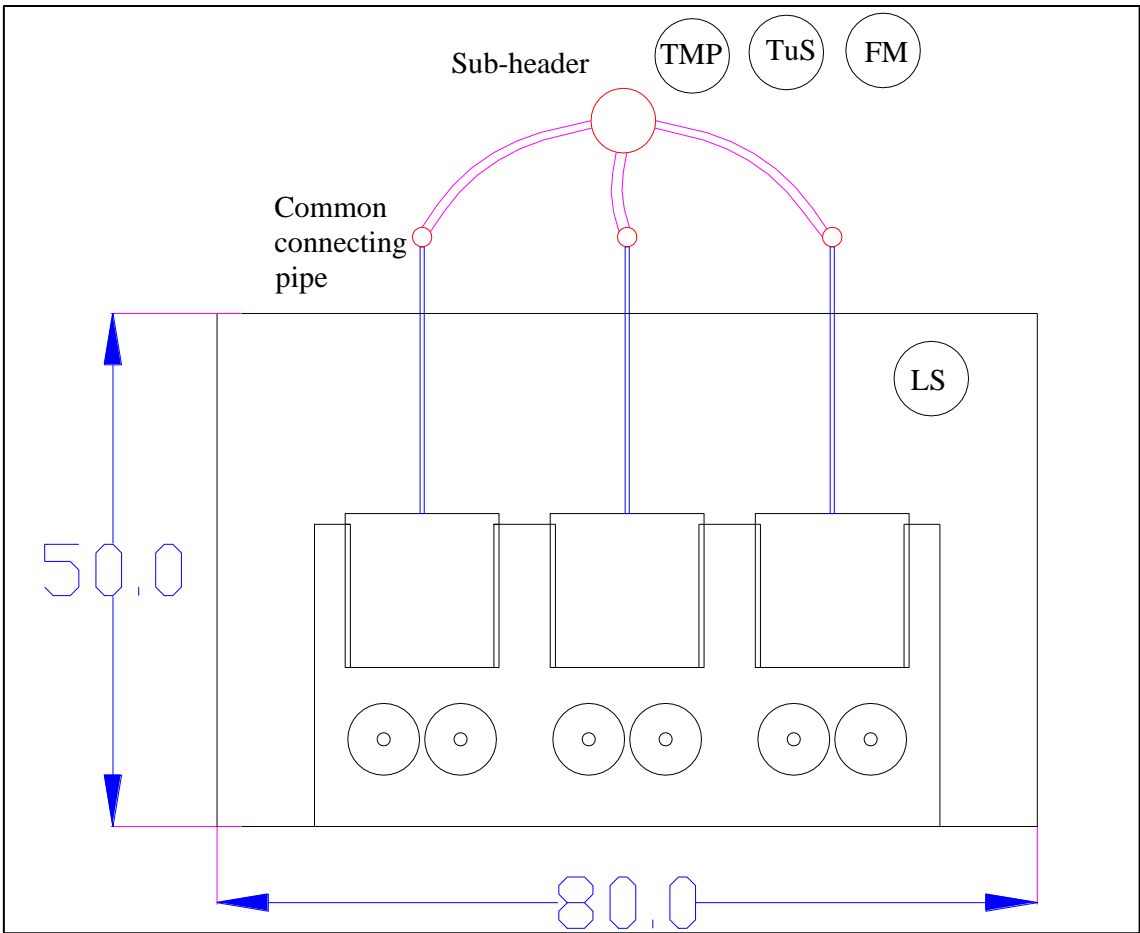 Sub-header
TMP
TuS
FM
Common
connecting
pipe
LS
50.0
80.0